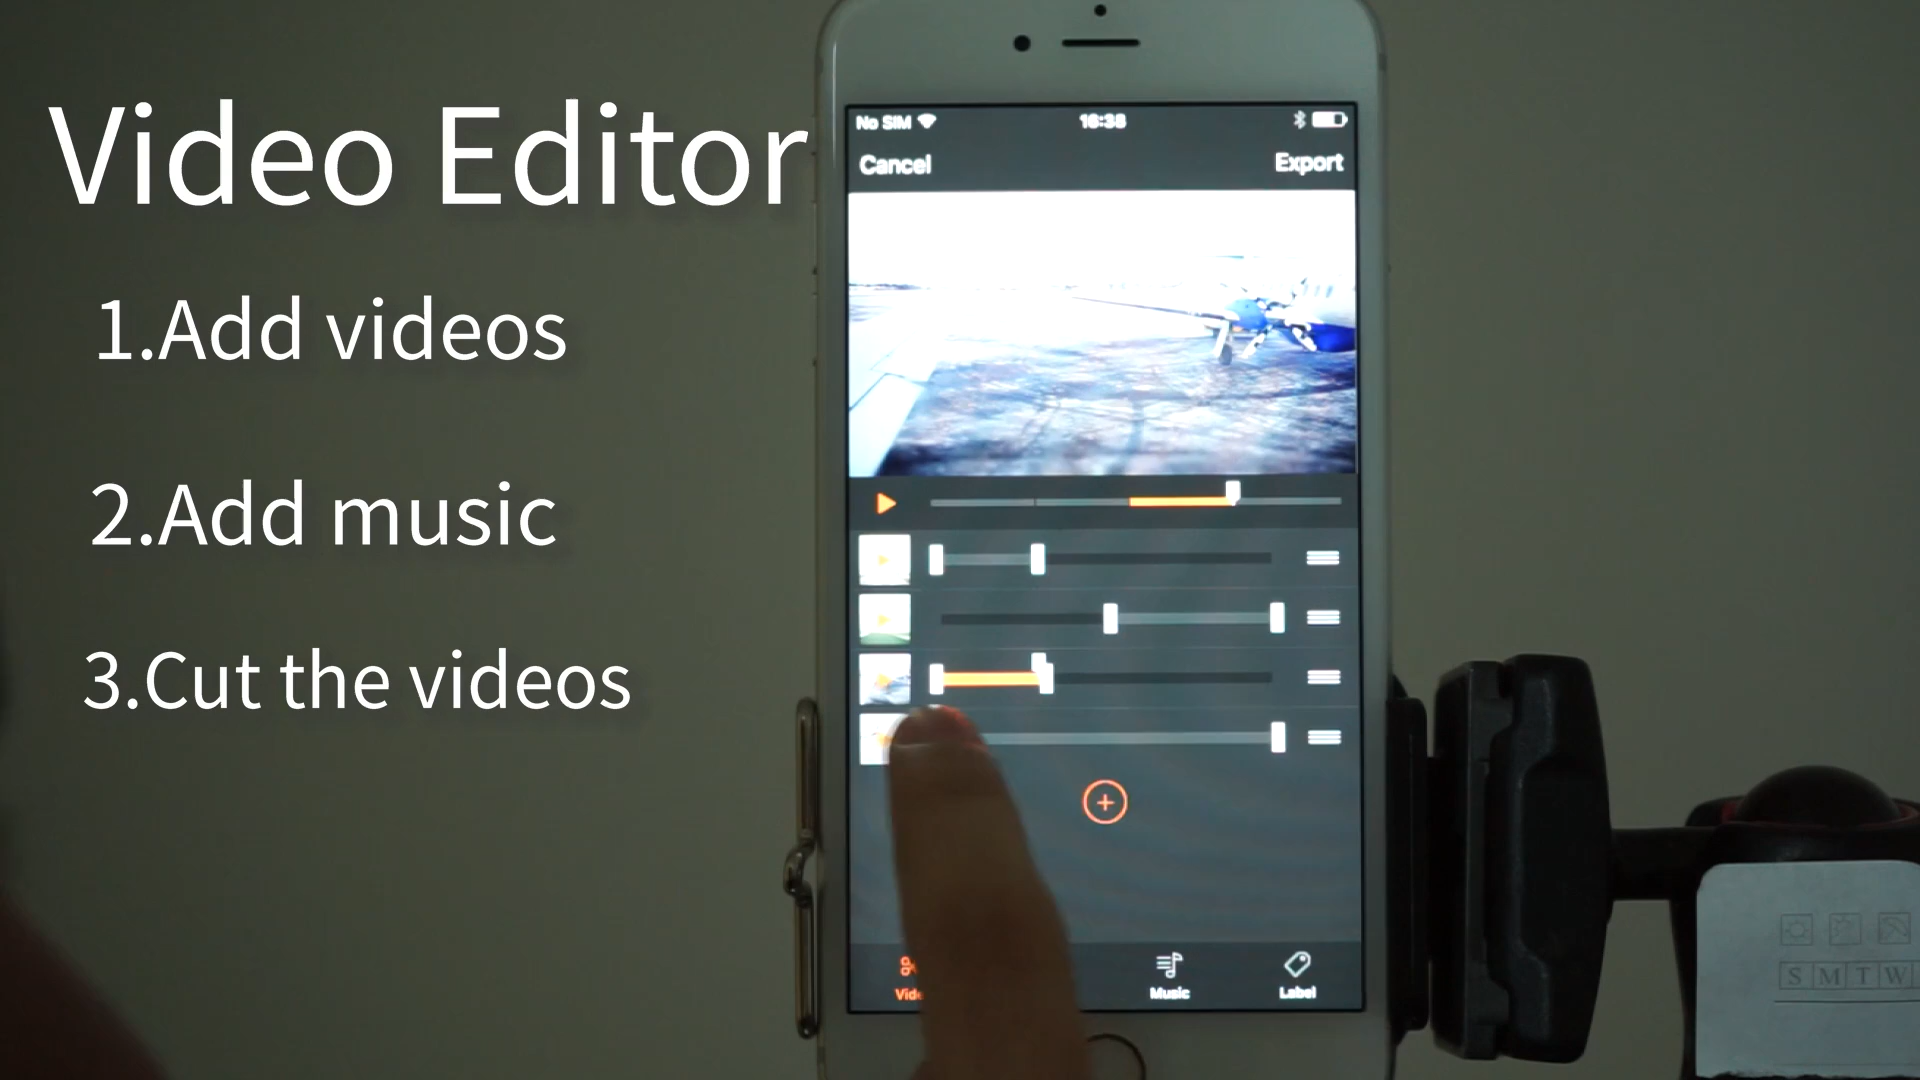 Video Editor
1.Add videos
2.Add music
3.Cut the videos
No SIM
16:38
Cancel
Export
Music
Label
S M T W